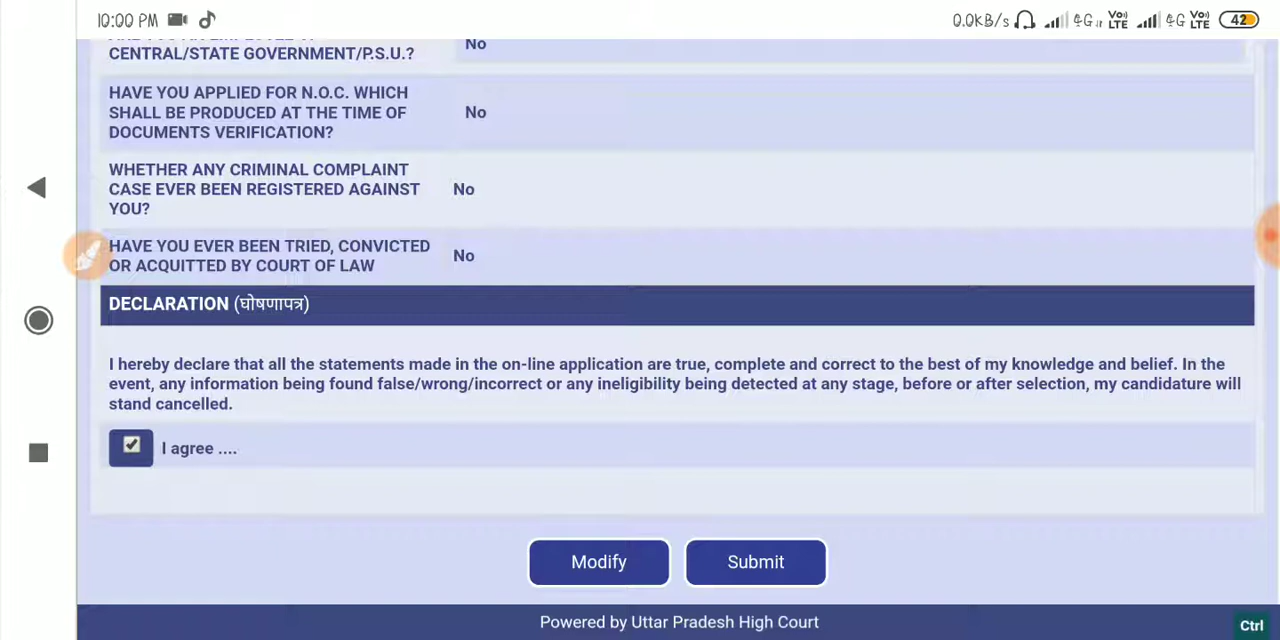 10:00 PM
0.0KB/s 4G Vo) LTE 4G Vo) LTE 42
CENTRAL/STATE GOVERNMENT/P.S.U.? No
HAVE YOU APPLIED FOR N.O.C. WHICH
SHALL BE PRODUCED AT THE TIME OF No
DOCUMENTS VERIFICATION?
WHETHER ANY CRIMINAL COMPLAINT
CASE EVER BEEN REGISTERED AGAINST No
YOU?
HAVE YOU EVER BEEN TRIED, CONVICTED
OR ACQUITTED BY COURT OF LAW No
DECLARATION (घोषणापत्र)
I hereby declare that all the statements made in the on-line application are true, complete and correct to the best of my knowledge and belief. In the
event, any information being found false/wrong/incorrect or any ineligibility being detected at any stage, before or after selection, my candidature will
stand cancelled.
I agree ....
Modify Submit
Powered by Uttar Pradesh High Court
Ctrl